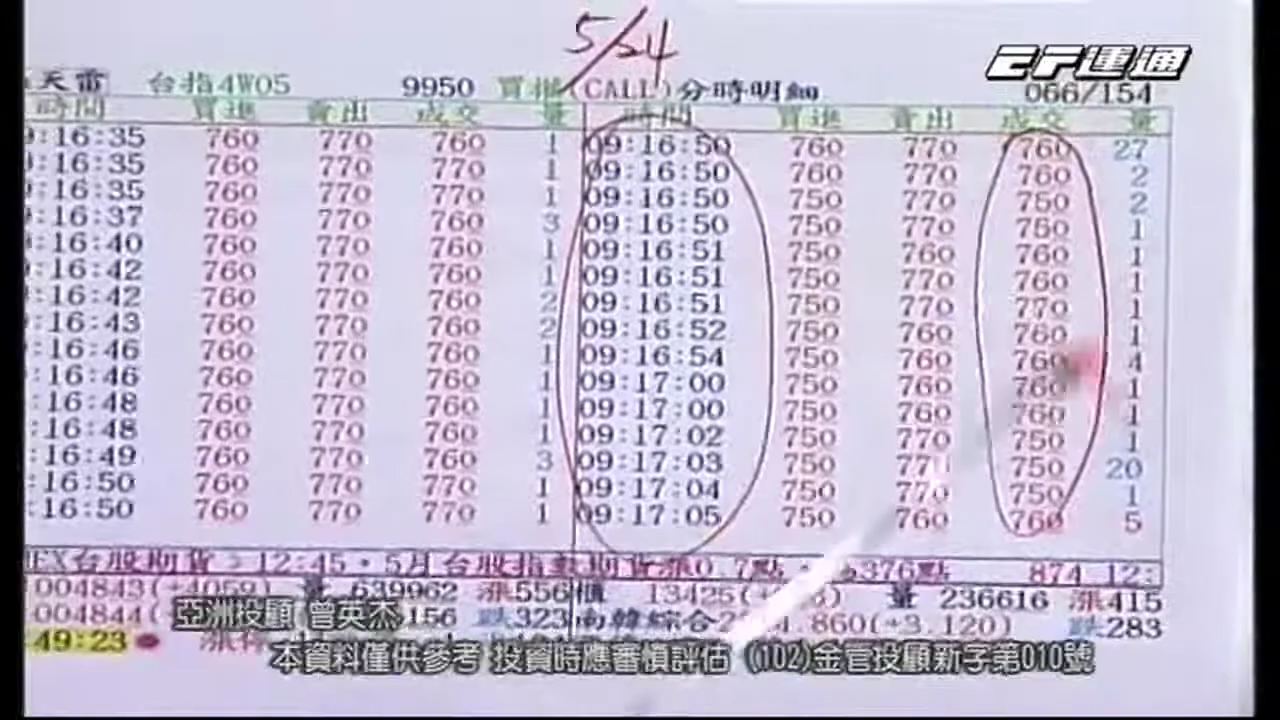 5/24
EF運通
天雷 台指4W05 9950 買權(CALL)分時明細 066/154
時間 買進 賣出 成交 量 時間 買進 賣出 成交 量
:16:35 760 770 760 1 09:16:50 760 770 760 27
:16:35 760 770 770 1 09:16:50 760 770 760 2
:16:35 760 770 770 1 09:16:50 750 770 750 2
:16:37 760 770 760 3 09:16:50 750 760 750 1
:16:40 760 770 760 1 09:16:51 750 770 760 1
:16:42 760 770 760 1 09:16:51 750 770 760 1
:16:42 760 770 760 2 09:16:51 750 770 770 1
:16:43 760 770 760 2 09:16:52 750 760 760 1
:16:46 760 770 760 1 09:16:54 750 760 760 4
:16:46 760 770 760 1 09:17:00 750 760 760 1
:16:48 760 770 760 1 09:17:00 750 760 760 1
:16:48 760 770 760 1 09:17:02 750 770 750 1
:16:49 760 770 760 3 09:17:03 750 750 20
:16:50 760 770 770 1 09:17:04 750 770 750 1
:16:50 760 770 770 1 09:17:05 750 760 760 5
台股期貨 12:45 5月台股指數期貨漲0.7點 376點 874 12:
004843(+4059) 量 639962 漲556 櫃 13425 量 236616 漲415
004844 156 跌323 南韓綜合 .860(+3.120) 跌283
49:23
亞洲投顧 曾英杰
本資料僅供參考 投資時應審慎評估 (102)金管投顧新字第010號